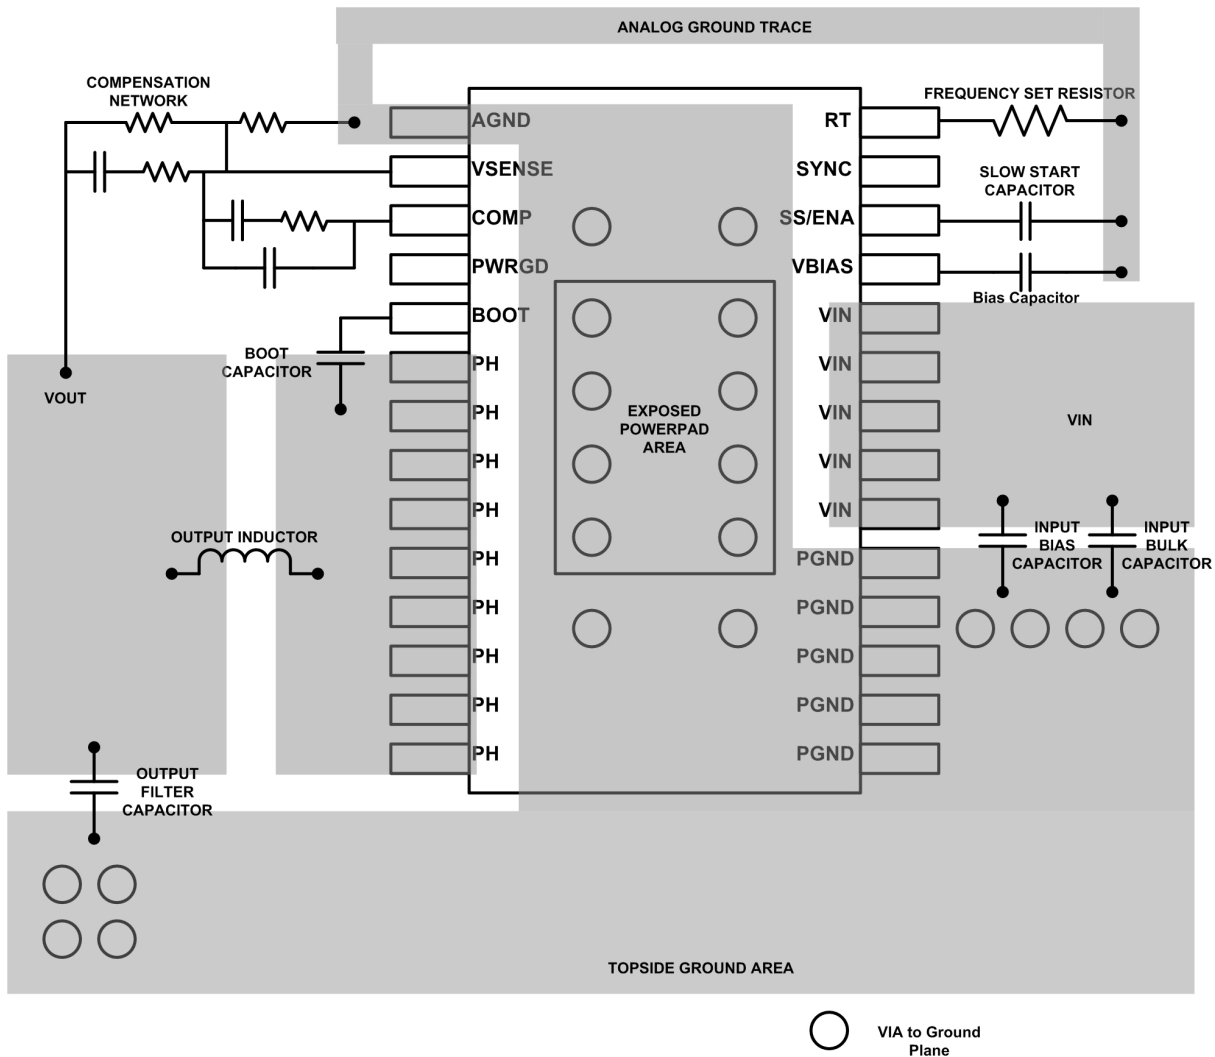 ANALOG GROUND TRACE
COMPENSATION
NETWORK
FREQUENCY SET RESISTOR
AGND
RT
VSENSE
SYNC
SLOW START
CAPACITOR
COMP
SS/ENA
PWRGD
VBIAS
Bias Capacitor
BOOT
VIN
BOOT
CAPACITOR
PH
VIN
VOUT
PH
VIN
EXPOSED
POWERPAD
AREA
VIN
PH
VIN
PH
VIN
OUTPUT INDUCTOR
INPUT
BIAS
CAPACITOR
INPUT
BULK
CAPACITOR
PH
PGND
PH
PGND
PH
PGND
PH
PGND
PH
PGND
OUTPUT
FILTER
CAPACITOR
TOPSIDE GROUND AREA
VIA to Ground
Plane